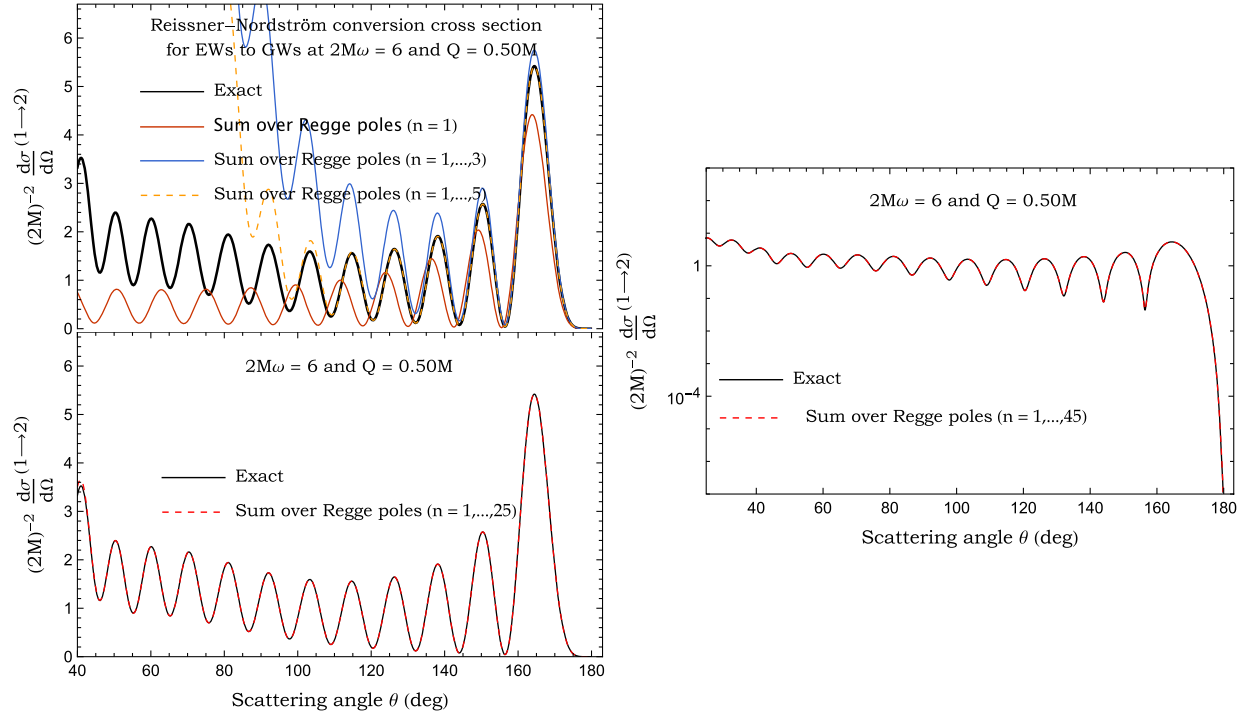 Reissner–Nordström conversion cross section
for EWs to GWs at 2Mω = 6 and Q = 0.50M
Exact
Sum over Regge poles (n = 1)
Sum over Regge poles (n = 1,...,3)
Sum over Regge poles (n = 1,...,5)
(2M)⁻² dσ/dΩ (1⟶2)
6
5
4
3
2
1
0
2Mω = 6 and Q = 0.50M
Exact
Sum over Regge poles (n = 1,...,25)
(2M)⁻² dσ/dΩ (1⟶2)
6
5
4
3
2
1
0
40 60 80 100 120 140 160 180
Scattering angle θ (deg)
2Mω = 6 and Q = 0.50M
Exact
Sum over Regge poles (n = 1,...,45)
(2M)⁻² dσ/dΩ (1⟶2)
1
10⁻⁴
40 60 80 100 120 140 160 180
Scattering angle θ (deg)